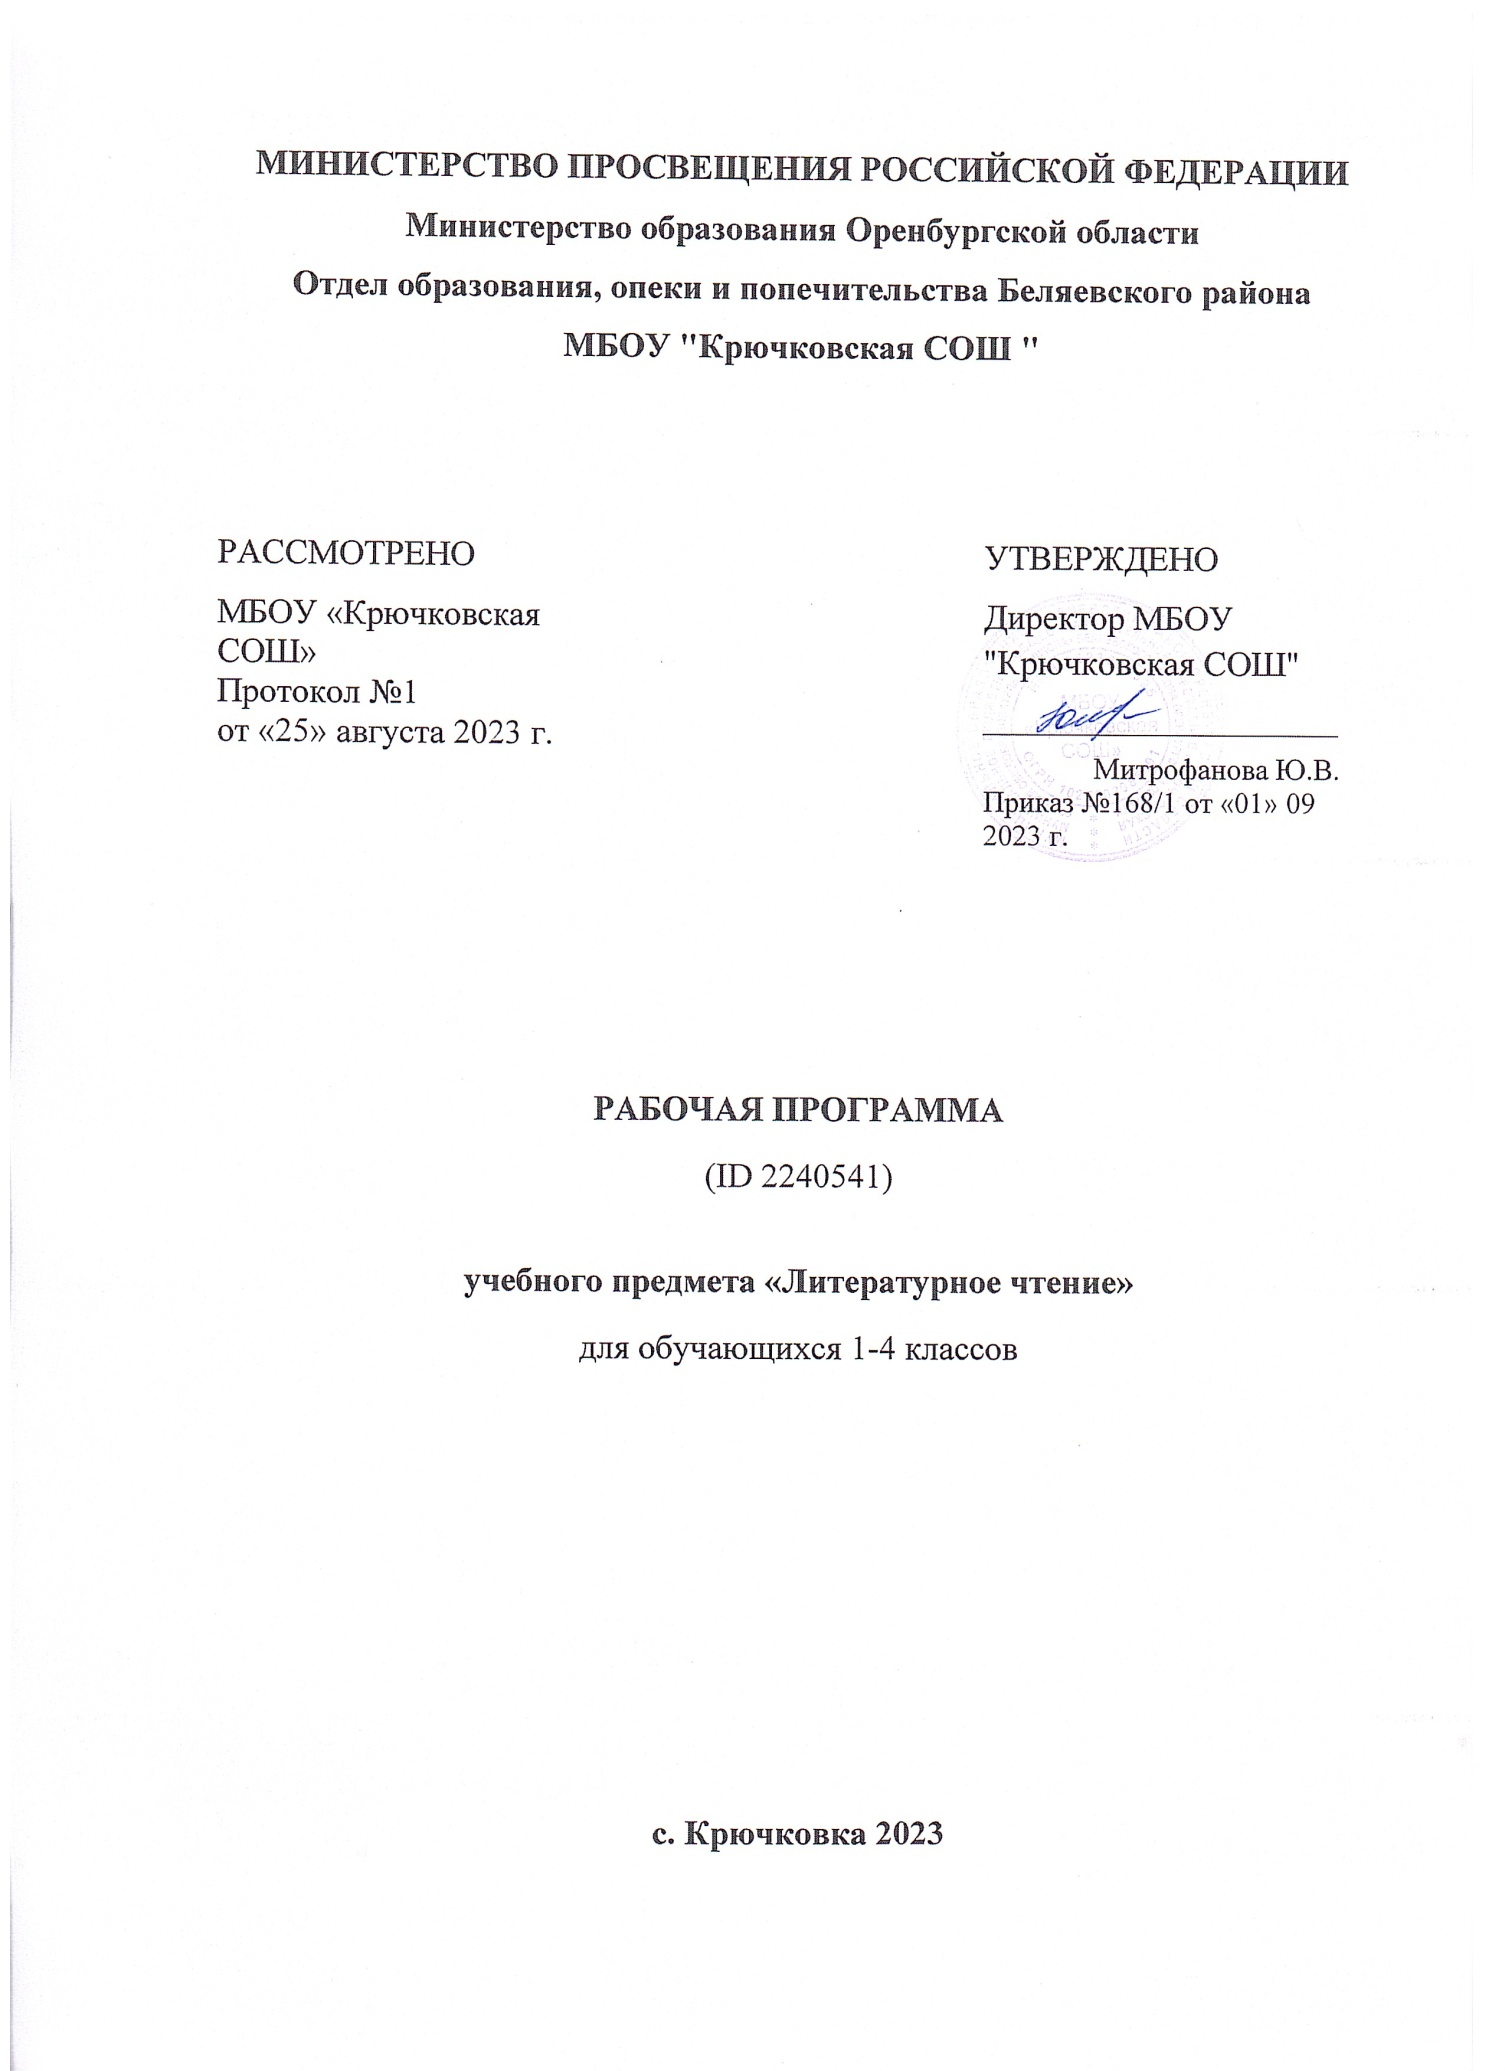 МИНИСТЕРСТВО ПРОСВЕЩЕНИЯ РОССИЙСКОЙ ФЕДЕРАЦИИ
Министерство образования Оренбургской области
Отдел образования, опеки и попечительства Беляевского района
МБОУ "Крючковская СОШ "
РАССМОТРЕНО
МБОУ «Крючковская
СОШ»
Протокол №1
от «25» августа 2023 г.
УТВЕРЖДЕНО
Директор МБОУ
"Крючковская СОШ"
МБОУ
СОШ»
Митрофанова Ю.В.
Приказ №168/1 от «01» 09
2023 г.
РАБОЧАЯ ПРОГРАММА
(ID 2240541)
учебного предмета «Литературное чтение»
для обучающихся 1-4 классов
с. Крючковка 2023